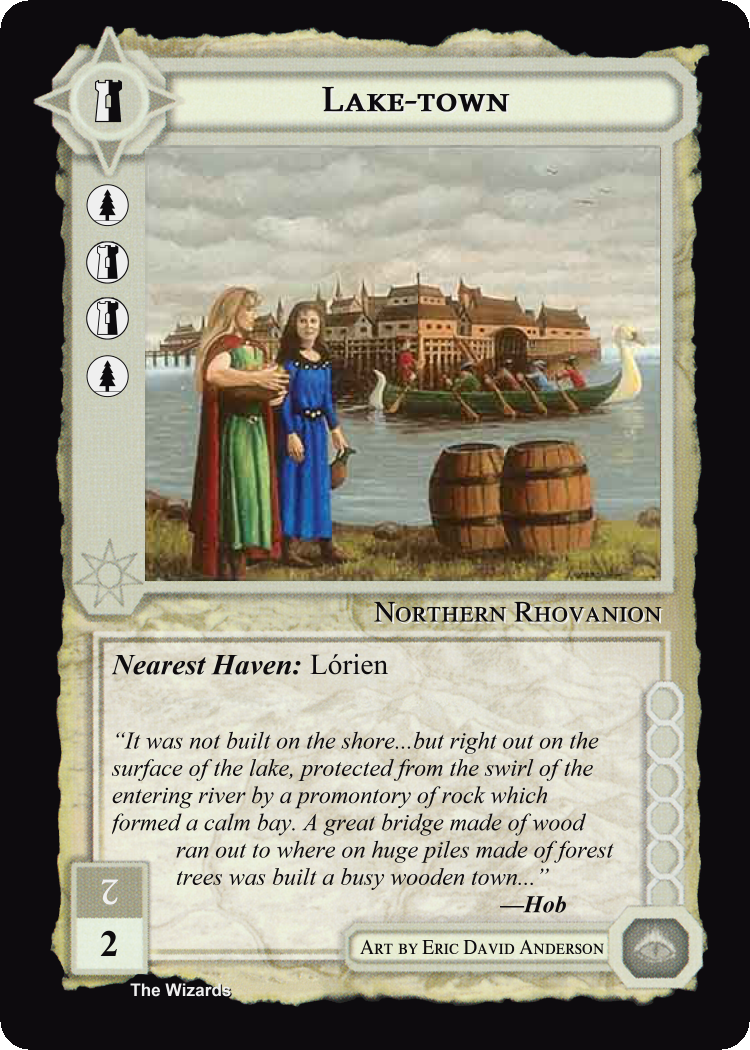 Lake-town
Northern Rhovanion
Nearest Haven: Lórien
“It was not built on the shore...but right out on the
surface of the lake, protected from the swirl of the
entering river by a promontory of rock which
formed a calm bay. A great bridge made of wood
ran out to where on huge piles made of forest
trees was built a busy wooden town...”
—Hob
2
2
Art by Eric David Anderson
The Wizards